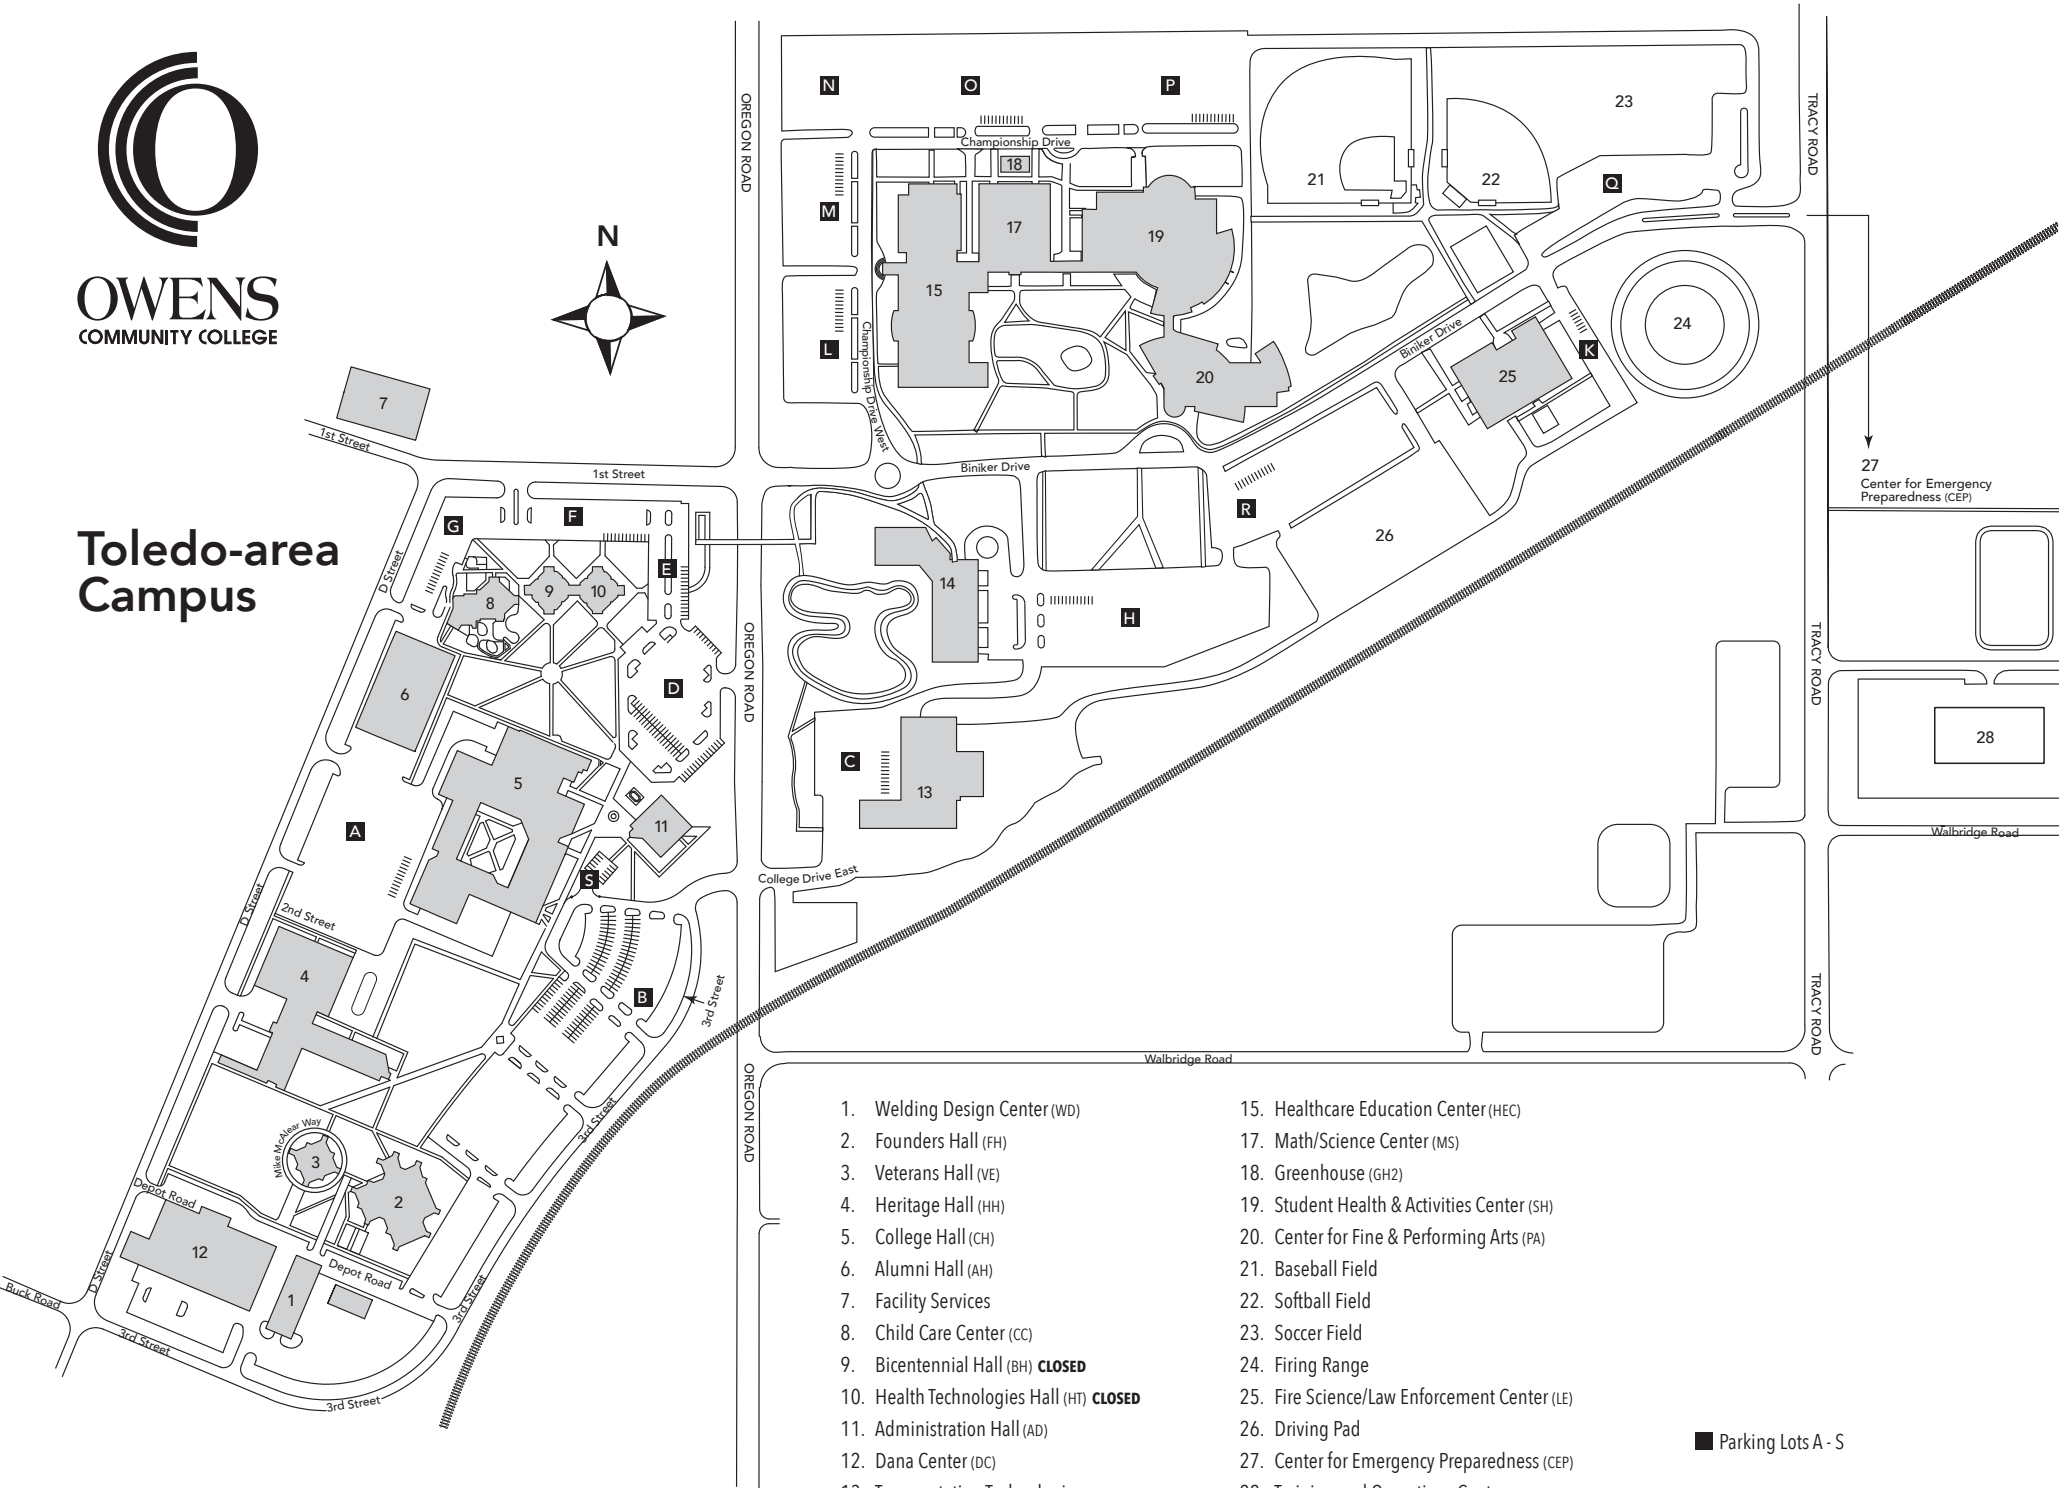 OWENS
COMMUNITY COLLEGE
Toledo-area
Campus
N
N
O
P
Championship Drive
18
M
17
19
15
L
Championship Drive West
20
21
22
23
Q
24
K
25
Biniker Drive
Biniker Drive
OREGON ROAD
TRACY ROAD
27
Center for Emergency
Preparedness (CEP)
7
1st Street
1st Street
G
F
E
D Street
8
9
10
14
R
26
H
6
D
OREGON ROAD
TRACY ROAD
28
5
11
C
13
A
S
College Drive East
Walbridge Road
D Street
2nd Street
4
B
3rd Street
TRACY ROAD
Walbridge Road
OREGON ROAD
3rd Street
Mike McAlear Way
3
2
Depot Road
12
Depot Road
1
D Street
Buck Road
3rd Street
3rd Street
3rd Street
1. Welding Design Center (WD)
2. Founders Hall (FH)
3. Veterans Hall (VE)
4. Heritage Hall (HH)
5. College Hall (CH)
6. Alumni Hall (AH)
7. Facility Services
8. Child Care Center (CC)
9. Bicentennial Hall (BH) CLOSED
10. Health Technologies Hall (HT) CLOSED
11. Administration Hall (AD)
12. Dana Center (DC)
15. Healthcare Education Center (HEC)
17. Math/Science Center (MS)
18. Greenhouse (GH2)
19. Student Health & Activities Center (SH)
20. Center for Fine & Performing Arts (PA)
21. Baseball Field
22. Softball Field
23. Soccer Field
24. Firing Range
25. Fire Science/Law Enforcement Center (LE)
26. Driving Pad
27. Center for Emergency Preparedness (CEP)
Parking Lots A - S